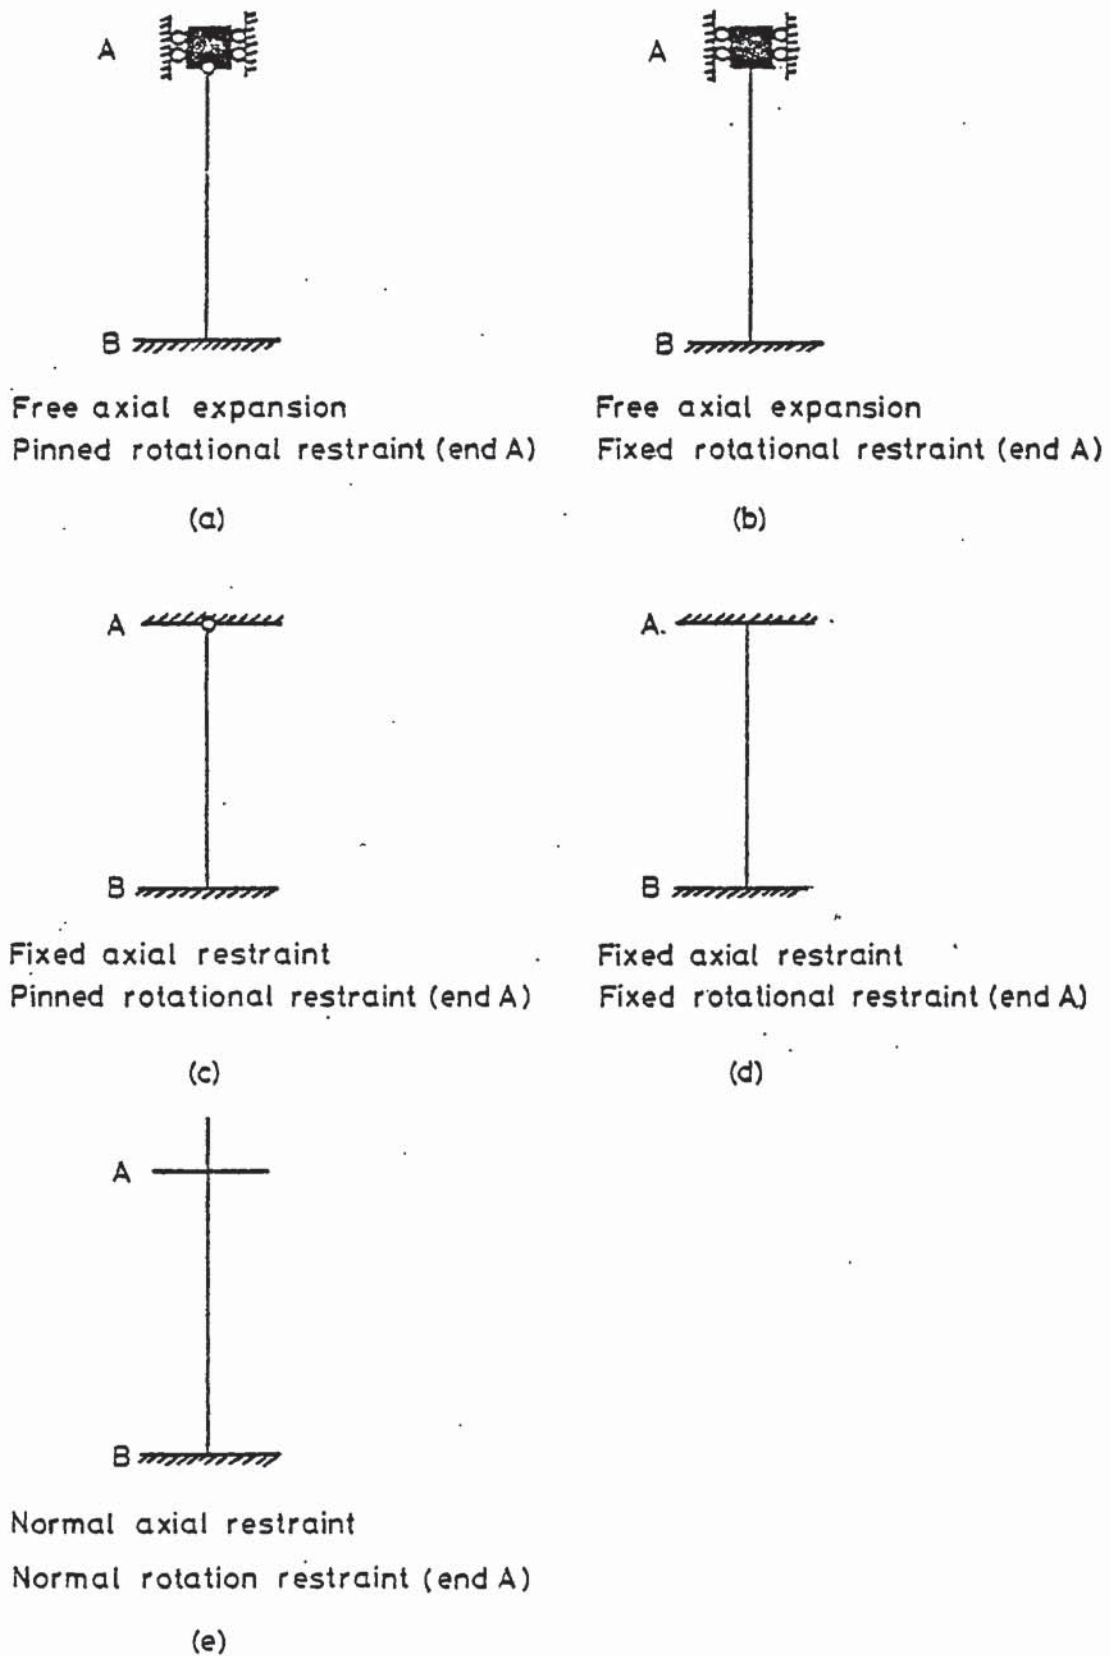 A
A
B
B
Free axial expansion
Pinned rotational restraint (end A)
Free axial expansion
Fixed rotational restraint (end A)
(a)
(b)
A
A.
B
B
Fixed axial restraint
Pinned rotational restraint (end A)
Fixed axial restraint
Fixed rotational restraint (end A)
(c)
(d)
A
B
Normal axial restraint
Normal rotation restraint (end A)
(e)